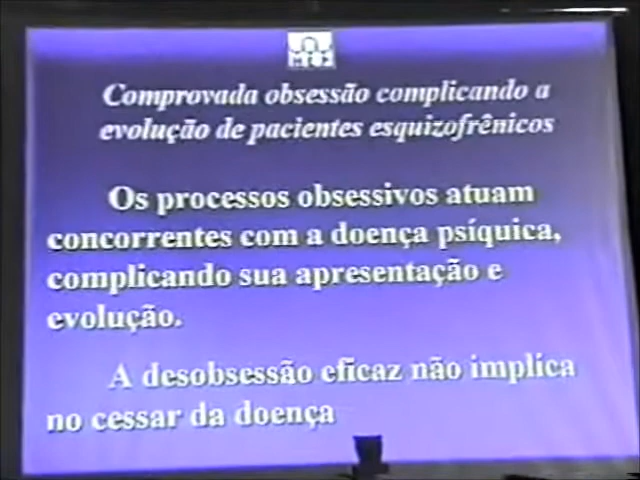 Comprovada obsessão complicando a
evolução de pacientes esquizofrênicos
Os processos obsessivos atuam
concorrentes com a doença psíquica,
complicando sua apresentação e
evolução.
A desobsessão eficaz não implica
no cessar da doença